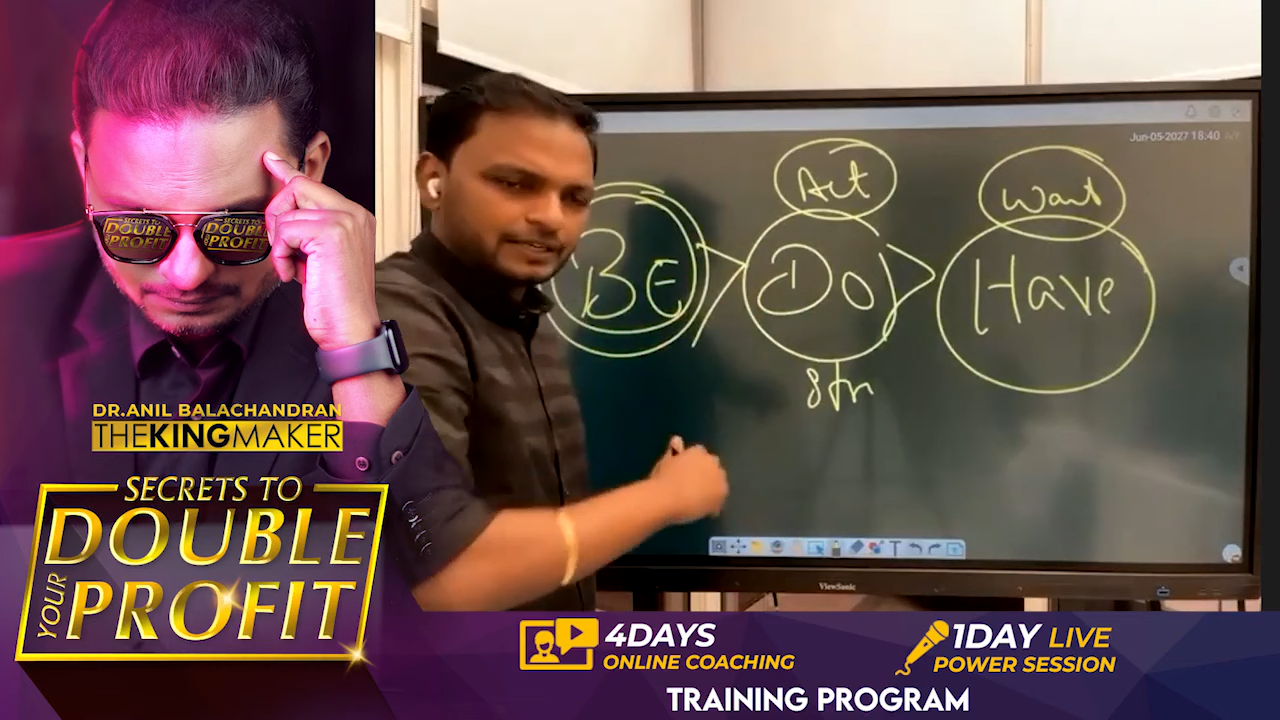 SECRETS TO
DOUBLE
YOUR
PROFIT
SECRETS TO
DOUBLE
YOUR
PROFIT
DR.ANIL BALACHANDRAN
THEKINGMAKER
SECRETS TO
DOUBLE
YOUR
PROFIT
Jun-05-2027 18:40
Act
Want
BE
Do
Have
ViewSonic
4DAYS
ONLINE COACHING
1DAY LIVE
POWER SESSION
TRAINING PROGRAM